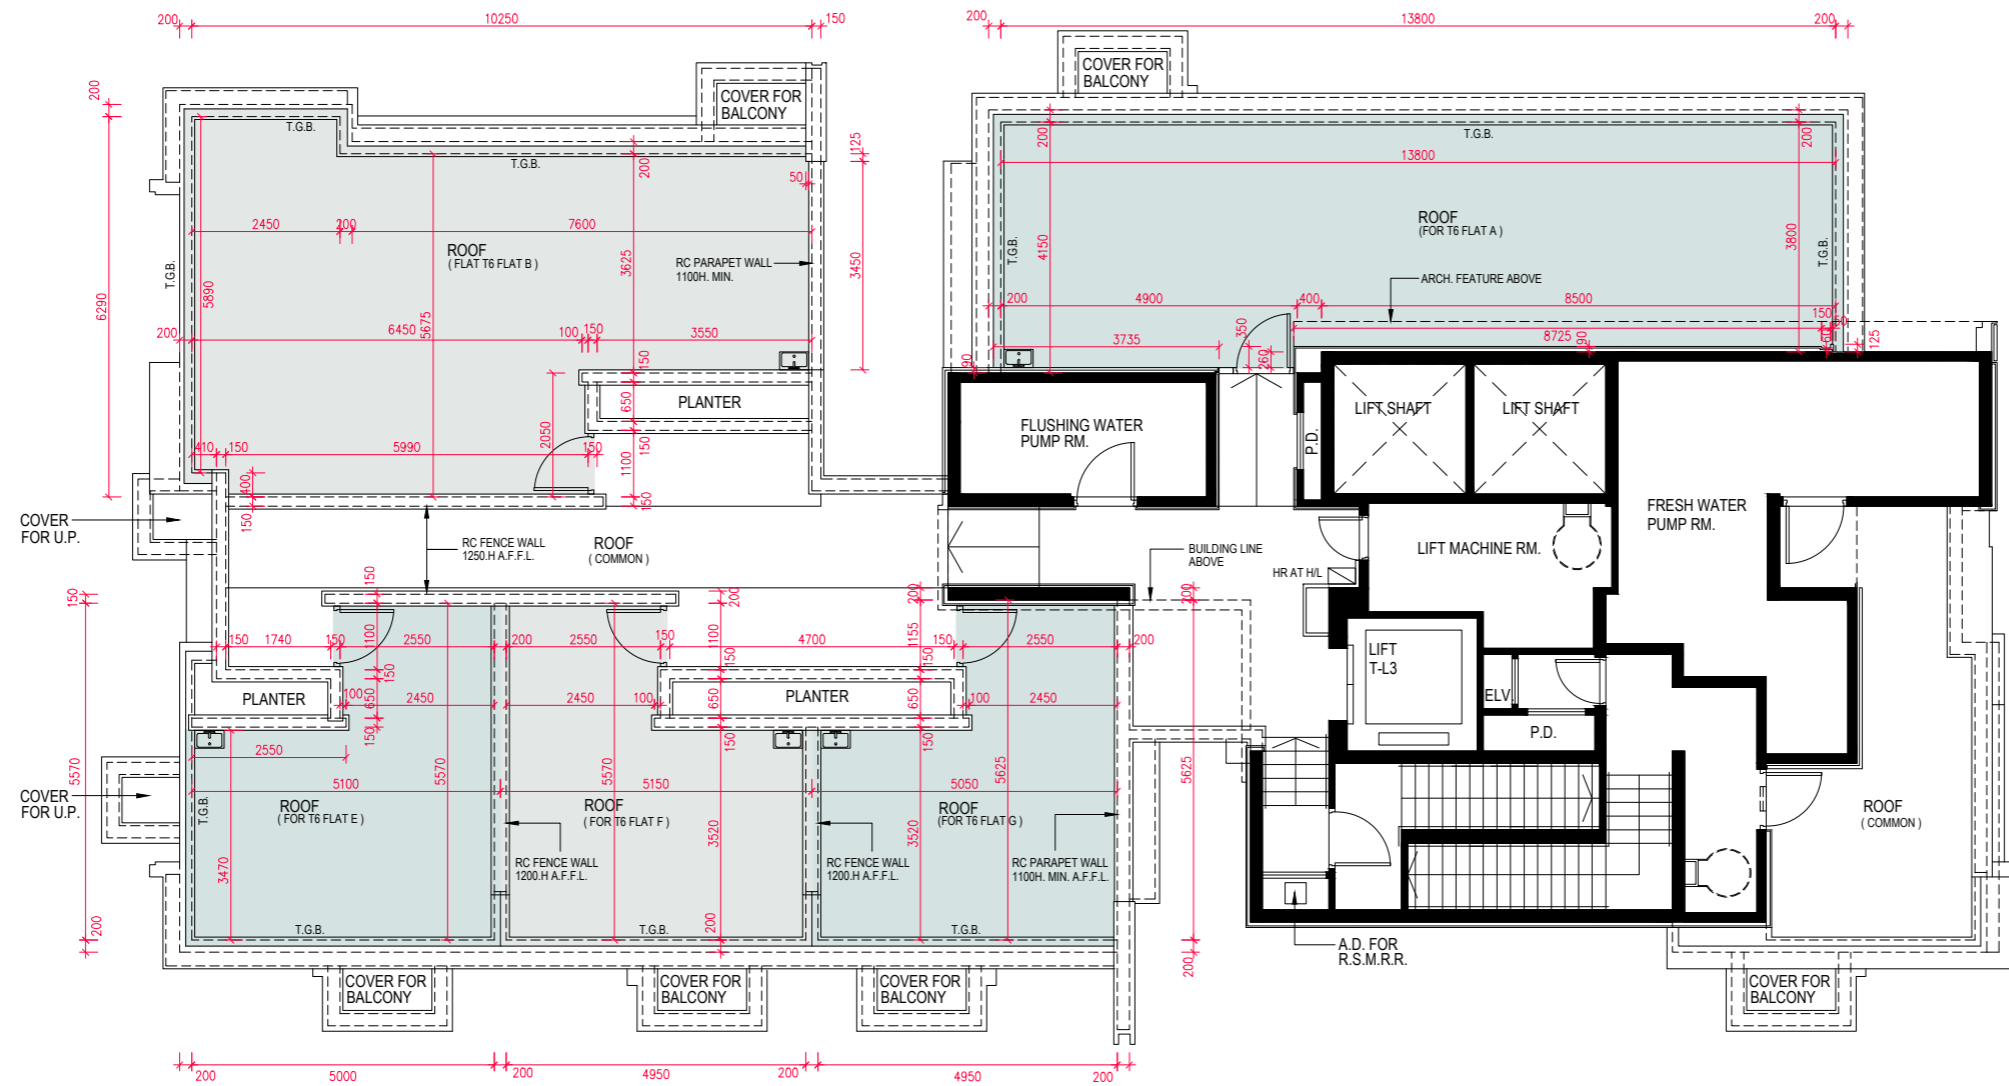 200
10250
150
200
13800
200
COVER FOR
BALCONY
COVER FOR
BALCONY
200
T.G.B.
T.G.B.
200
125
50
200
T.G.B.
200
13800
2450
200
7600
ROOF
( FLAT T6 FLAT B )
3625
RC PARAPET WALL
1100H. MIN.
3450
T.G.B.
6290
5890
5675
T.G.B.
4150
ROOF
(FOR T6 FLAT A )
3800
T.G.B.
ARCH. FEATURE ABOVE
200
4900
400
8500
200
6450
100
150
3550
150
3735
350
260
8725
150
50
60
90
90
125
650
PLANTER
2050
410
150
5990
150
1100
150
400
150
150
FLUSHING WATER
PUMP RM.
P.D.
LIFT SHAFT
LIFT SHAFT
FRESH WATER
PUMP RM.
COVER
FOR U.P.
RC FENCE WALL
1250.H A.F.F.L.
ROOF
( COMMON )
BUILDING LINE
ABOVE
LIFT MACHINE RM.
HR AT H/L
150
150
200
200
200
150
1740
150
1100
2550
200
2550
150
1100
4700
1155
150
2550
200
150
150
150
PLANTER
100
650
2450
2450
100
650
PLANTER
650
100
2450
LIFT
T-L3
ELV.
P.D.
150
150
150
2550
5570
5570
5570
5625
5625
5100
5150
5050
COVER
FOR U.P.
T.G.B.
ROOF
( FOR T6 FLAT E )
ROOF
( FOR T6 FLAT F )
ROOF
(FOR T6 FLAT G )
ROOF
( COMMON )
3470
RC FENCE WALL
1200.H A.F.F.L.
3520
RC FENCE WALL
1200.H A.F.F.L.
3520
RC PARAPET WALL
1100H. MIN. A.F.F.L.
200
T.G.B.
T.G.B.
200
T.G.B.
200
A.D. FOR
R.S.M.R.R.
COVER FOR
BALCONY
COVER FOR
BALCONY
COVER FOR
BALCONY
COVER FOR
BALCONY
200
5000
200
4950
200
4950
200